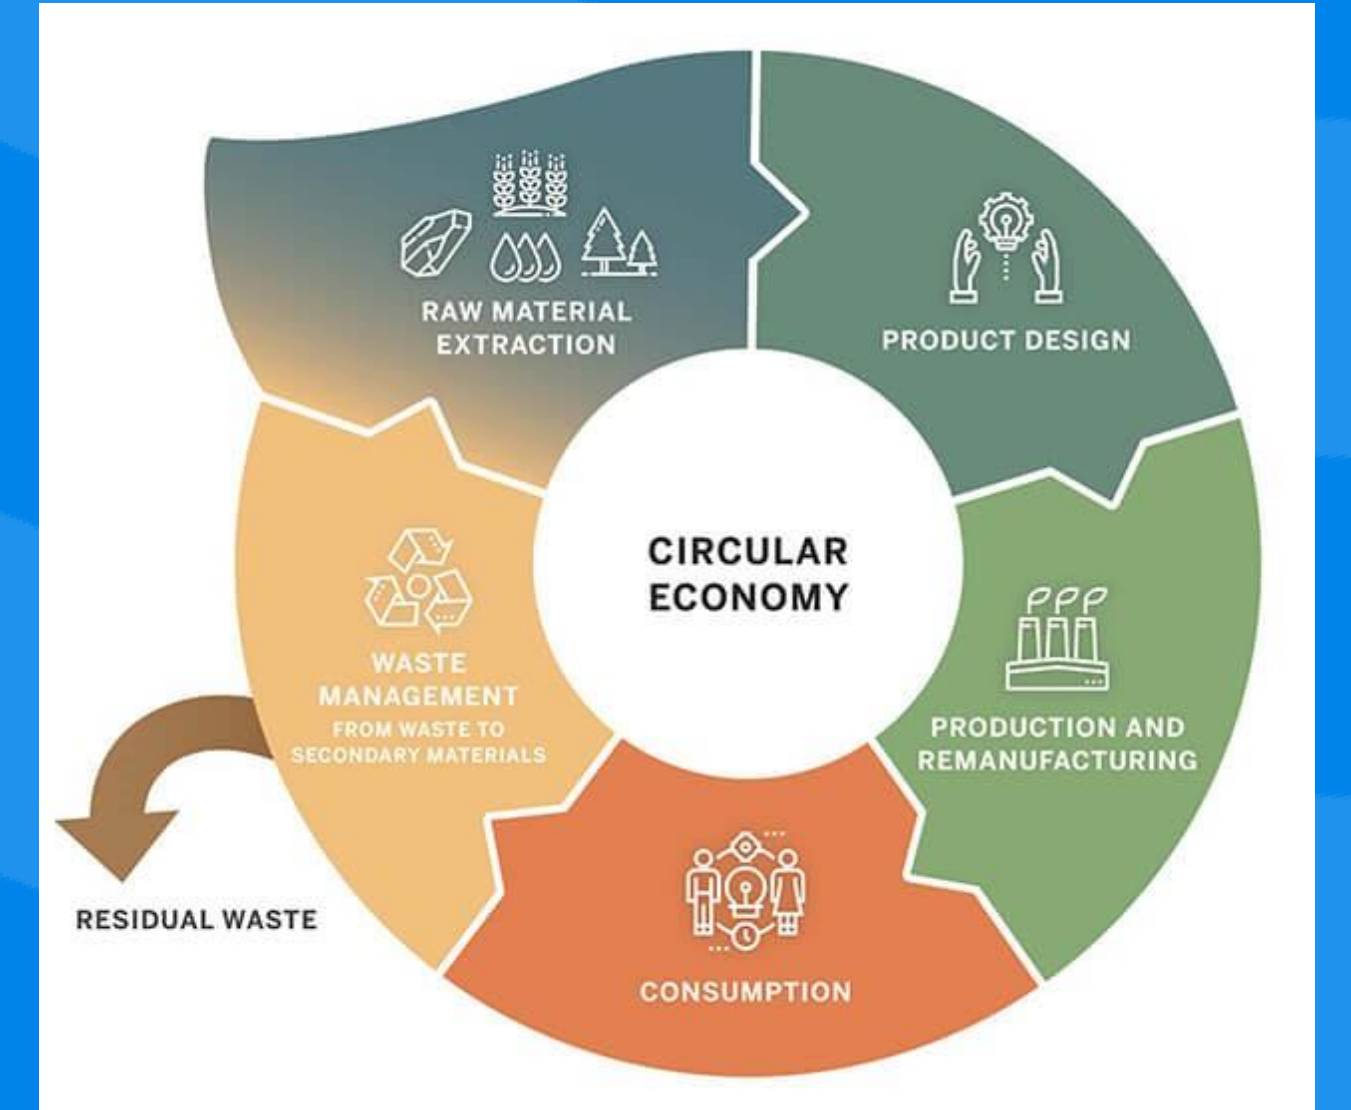 RAW MATERIAL
EXTRACTION
PRODUCT DESIGN
CIRCULAR
ECONOMY
PRODUCTION AND
REMANUFACTURING
CONSUMPTION
WASTE
MANAGEMENT
FROM WASTE TO
SECONDARY MATERIALS
RESIDUAL WASTE